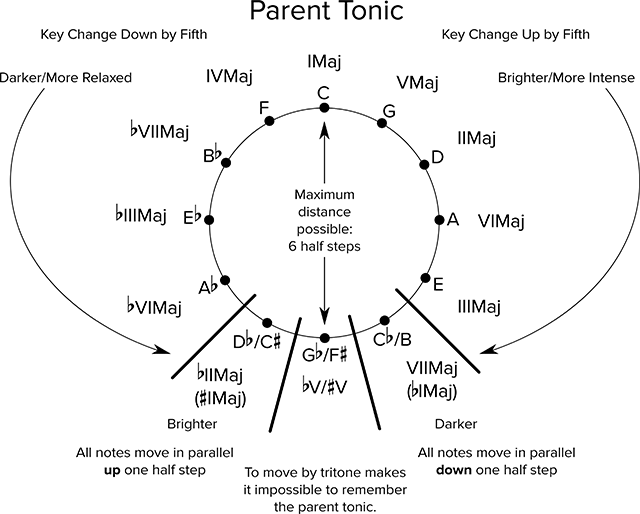 Parent Tonic
Key Change Down by Fifth
Key Change Up by Fifth
Darker/More Relaxed
Brighter/More Intense
IMaj
C
IVMaj
F
VMaj
G
♭VIIMaj
B♭
IIMaj
D
♭IIIMaj
E♭
VIMaj
A
Maximum
distance
possible:
6 half steps
♭VIMaj
A♭
IIIMaj
E
D♭/C♯
G♭/F♯
C♭/B
♭IIMaj
(♯IMaj)
♭V/♯V
VIIMaj
(♭IMaj)
Brighter
Darker
All notes move in parallel
up one half step
All notes move in parallel
down one half step
To move by tritone makes
it impossible to remember
the parent tonic.